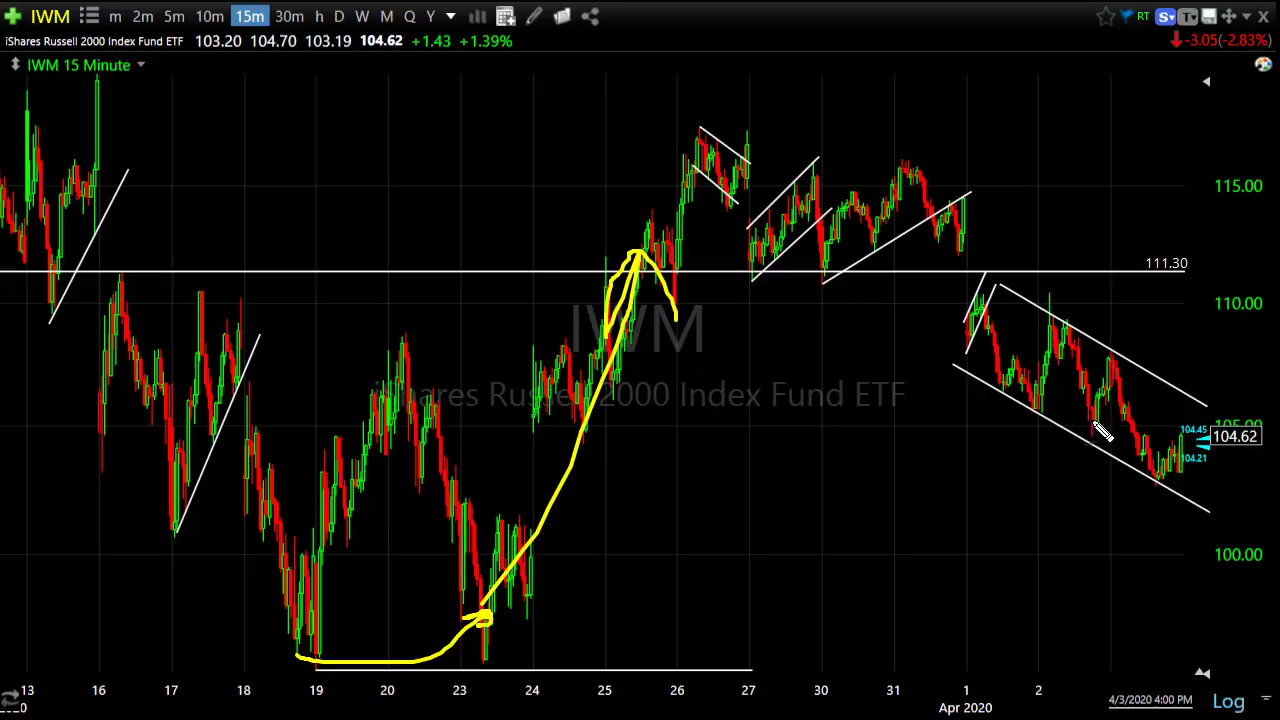 IWM m 2m 5m 10m 15m 30m h D W M Q Y RT S T X
iShares Russell 2000 Index Fund ETF 103.20 104.70 103.19 104.62 +1.43 +1.39% -3.05(-2.83%)
IWM 15 Minute
115.00
111.30
110.00
IWM
iShares Russell 2000 Index Fund ETF
105.00
104.45
104.62
104.21
100.00
13 16 17 18 19 20 23 24 25 26 27 30 31 1 2
4/3/2020 4:00 PM Log
Apr 2020